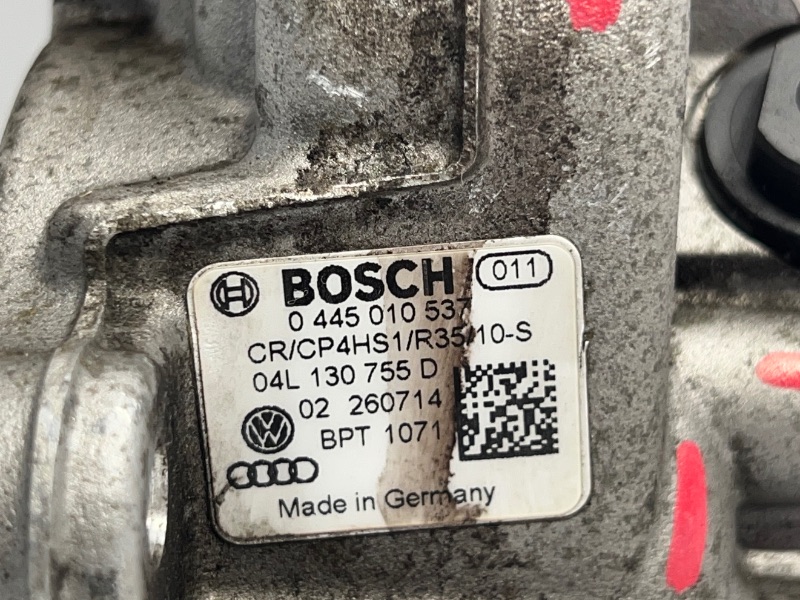 BOSCH 011
0 445 010 537
CR/CP4HS1/R35/10-S
04L 130 755 D
02 260714
BPT 1071
Made in Germany